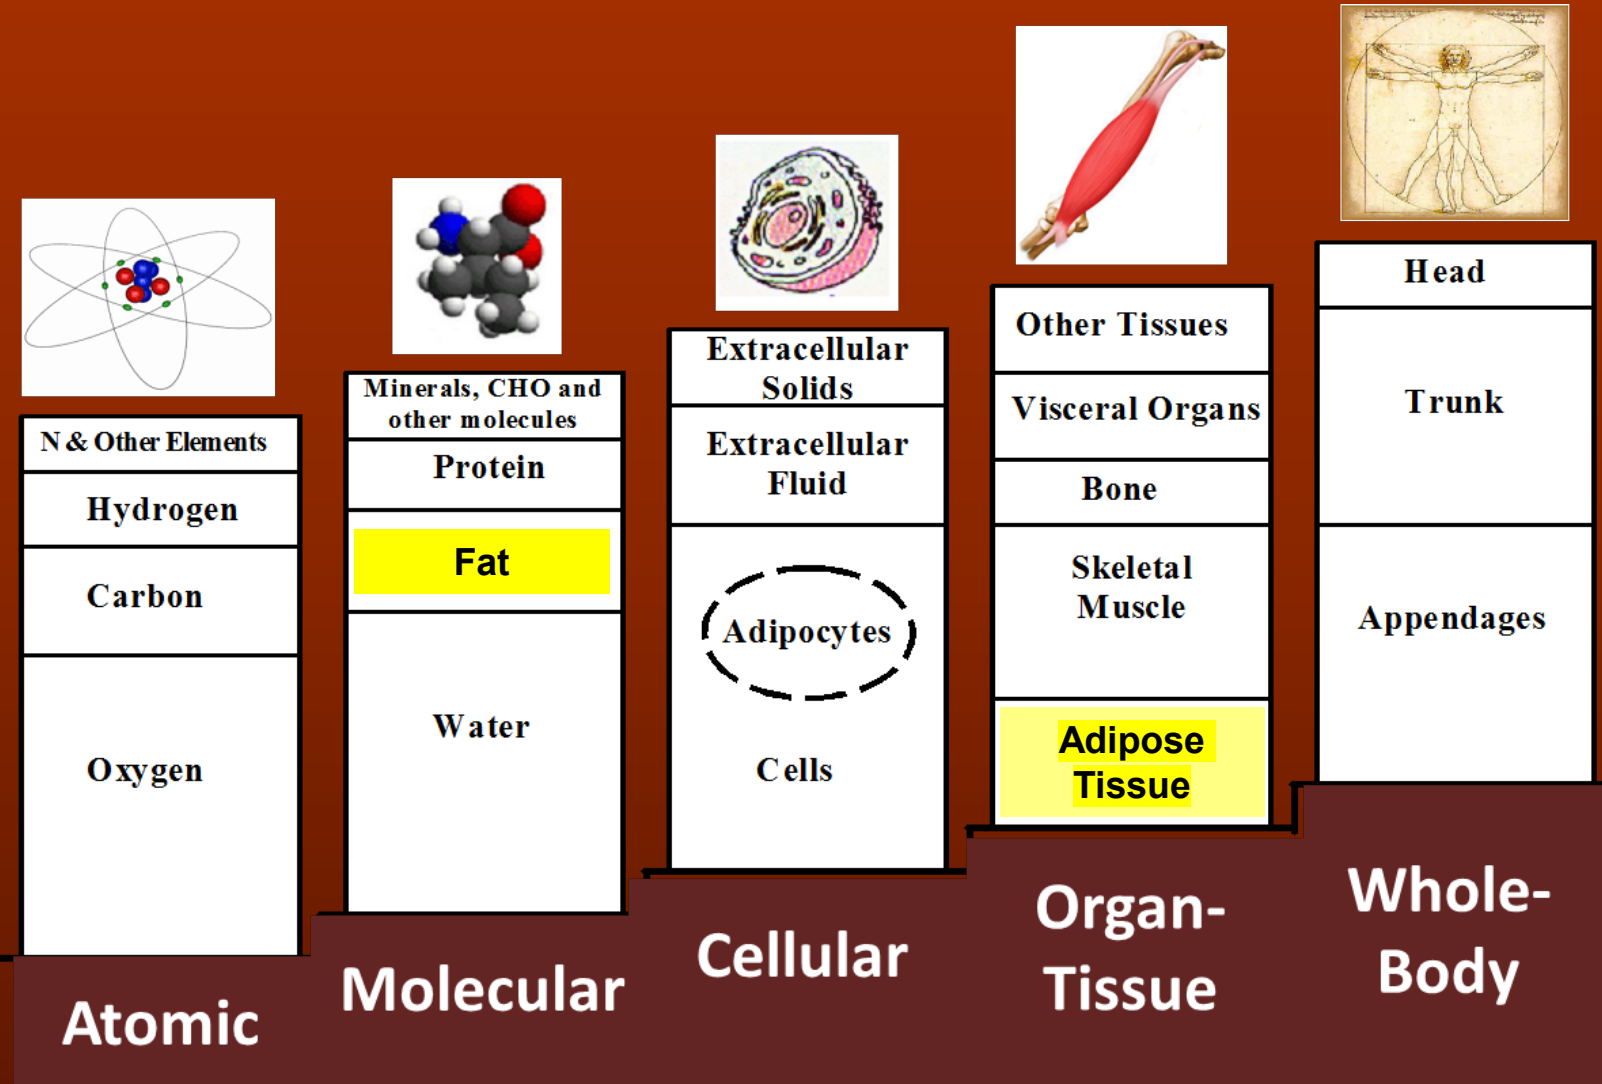 N & Other Elements
Hydrogen
Carbon
Oxygen
Atomic
Minerals, CHO and
other molecules
Protein
Fat
Water
Molecular
Extracellular
Solids
Extracellular
Fluid
Adipocytes
Cells
Cellular
Other Tissues
Visceral Organs
Bone
Skeletal
Muscle
Adipose
Tissue
Organ-
Tissue
Head
Trunk
Appendages
Whole-
Body